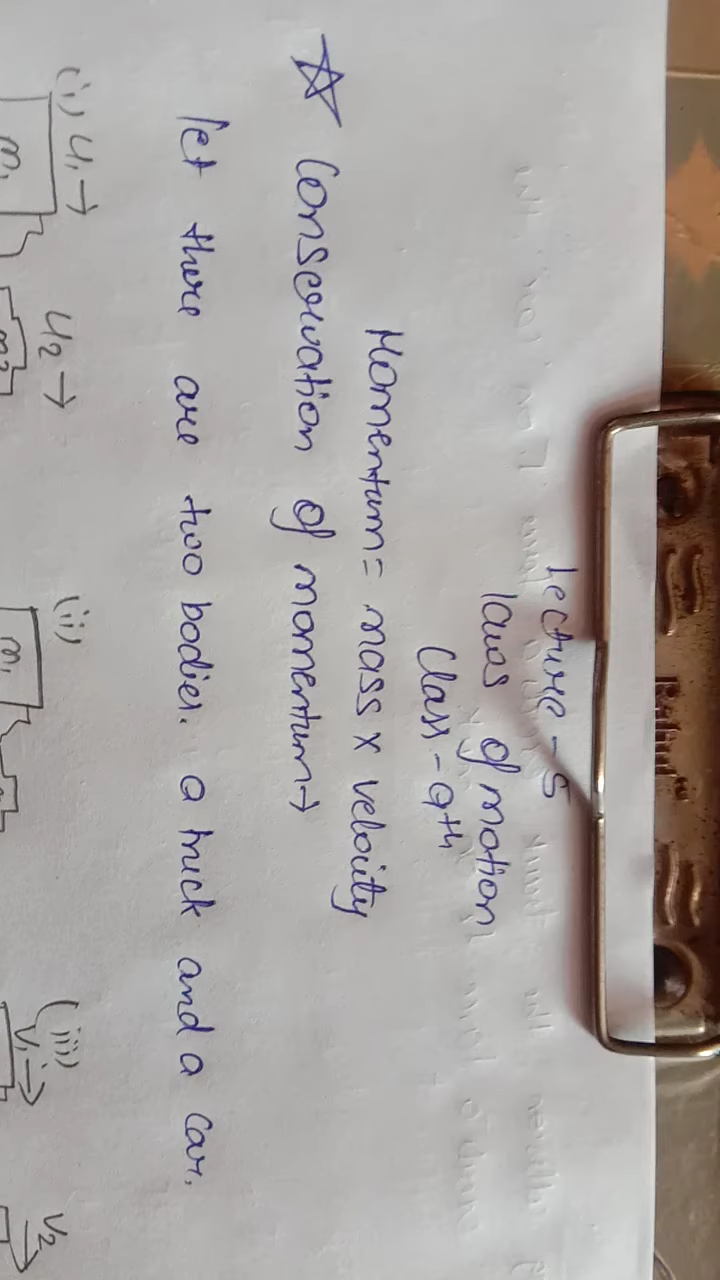 Lecture - 5
laws of motion
Class - 9th
Momentum = mass x velocity
☆ Conservation of momentum →
let there are two bodies. a truck and a car.
(i) u₁ → u₂ → (ii) (iii) v₁ → v₂ →
m₁ m₂ m₁